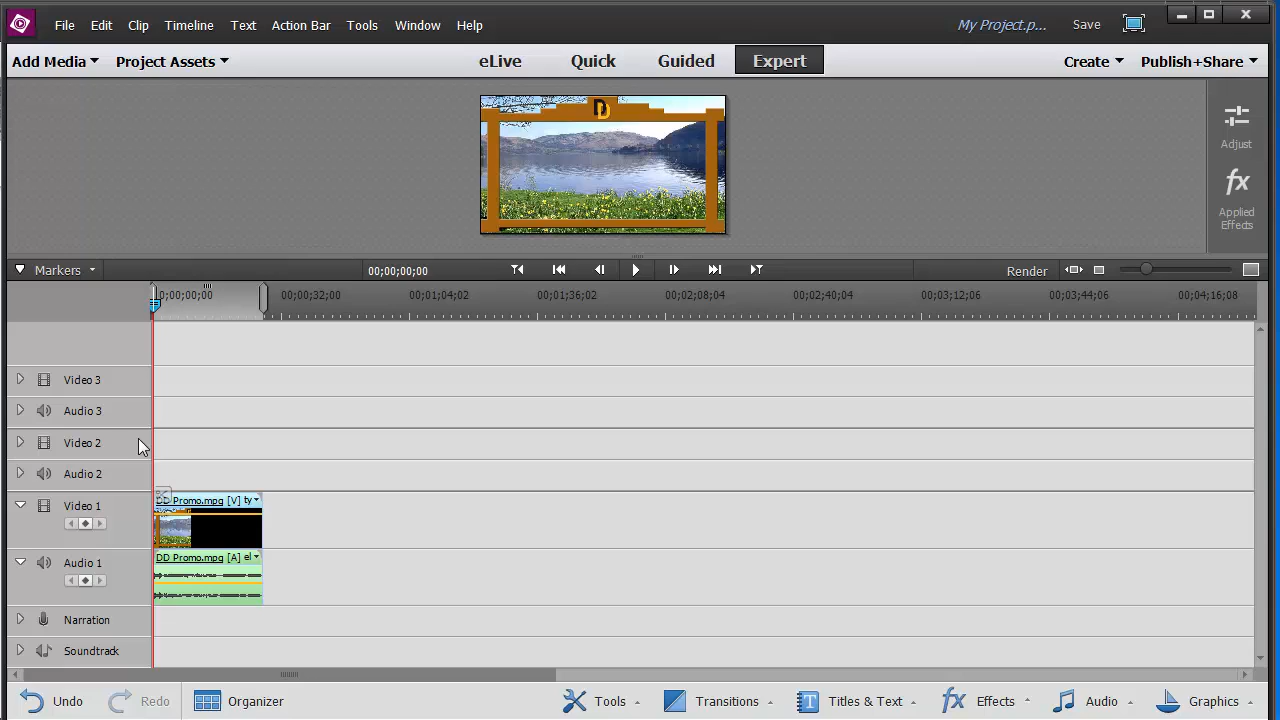 File Edit Clip Timeline Text Action Bar Tools Window Help My Project.p... Save
Add Media Project Assets eLive Quick Guided Expert Create Publish+Share
D D
Adjust
fx
Applied
Effects
Markers 00;00;00;00 Render
0;00;00;00 00;00;32;00 00;01;04;02 00;01;36;02 00;02;08;04 00;02;40;04 00;03;12;06 00;03;44;06 00;04;16;08
Video 3
Audio 3
Video 2
Audio 2
DD Promo.mpg [V] ty
Video 1
DD Promo.mpg [A] el
Audio 1
Narration
Soundtrack
Undo Redo Organizer Tools Transitions T Titles & Text fx Effects Audio Graphics